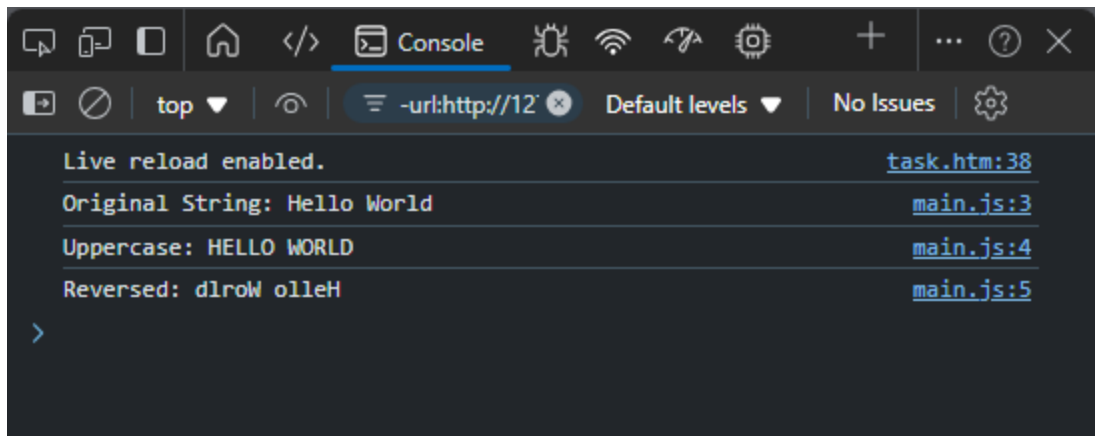 Console
top
-url:http://12
Default levels
No Issues
Live reload enabled. task.htm:38
Original String: Hello World main.js:3
Uppercase: HELLO WORLD main.js:4
Reversed: dlroW olleH main.js:5